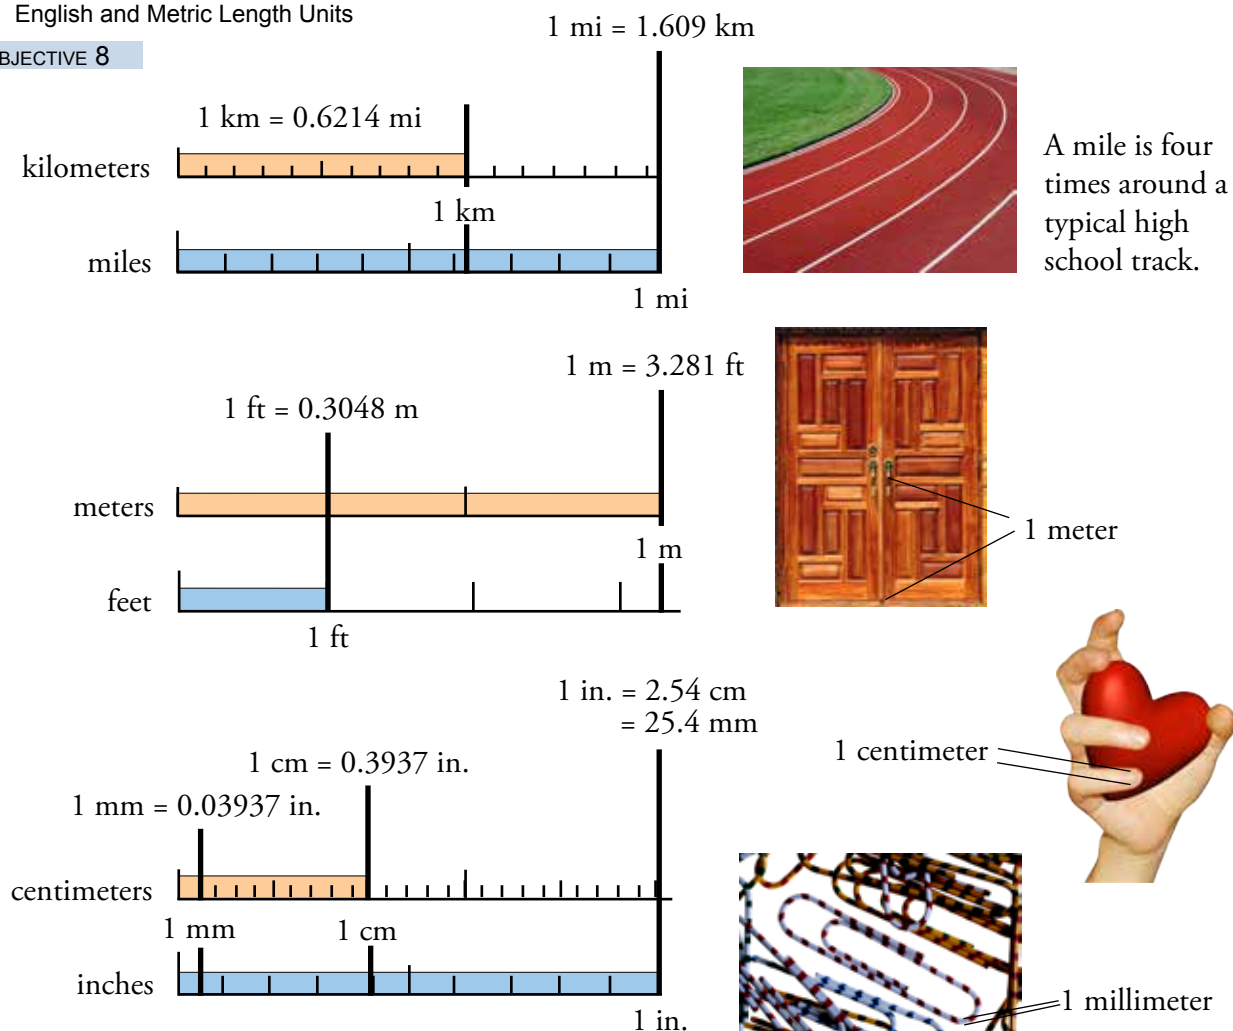 English and Metric Length Units
BJECTIVE 8
1 mi = 1.609 km
1 km = 0.6214 mi
kilometers
1 km
miles
1 mi
A mile is four
times around a
typical high
school track.
1 m = 3.281 ft
1 ft = 0.3048 m
meters
1 m
feet
1 ft
1 meter
1 in. = 2.54 cm
= 25.4 mm
1 cm = 0.3937 in.
1 mm = 0.03937 in.
centimeters
1 mm
1 cm
inches
1 in.
1 centimeter
1 millimeter